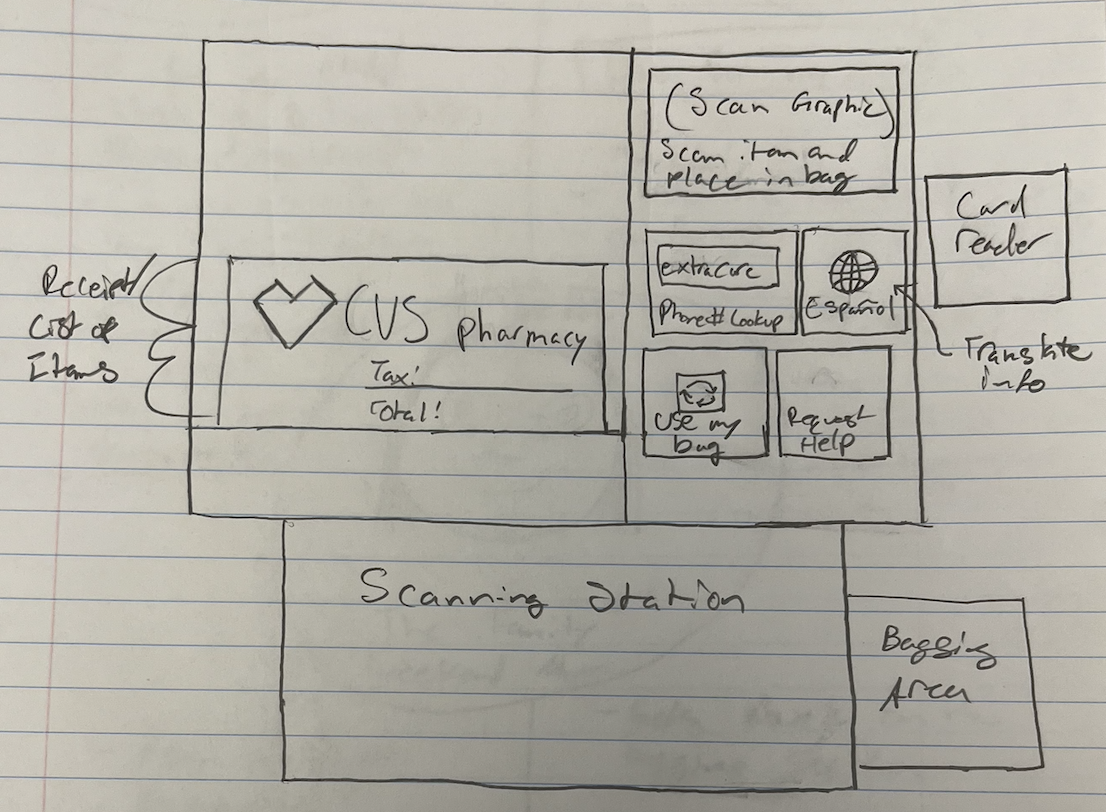 (Scan Graphic)
Scan item and
place in bag
Card
reader
extracare
Phone# Lookup
Español
Translate
info
Receipt/
List of
Items
CVS pharmacy
Tax:
Total:
Use my
bag
Request
Help
Scanning Station
Bagging
Area